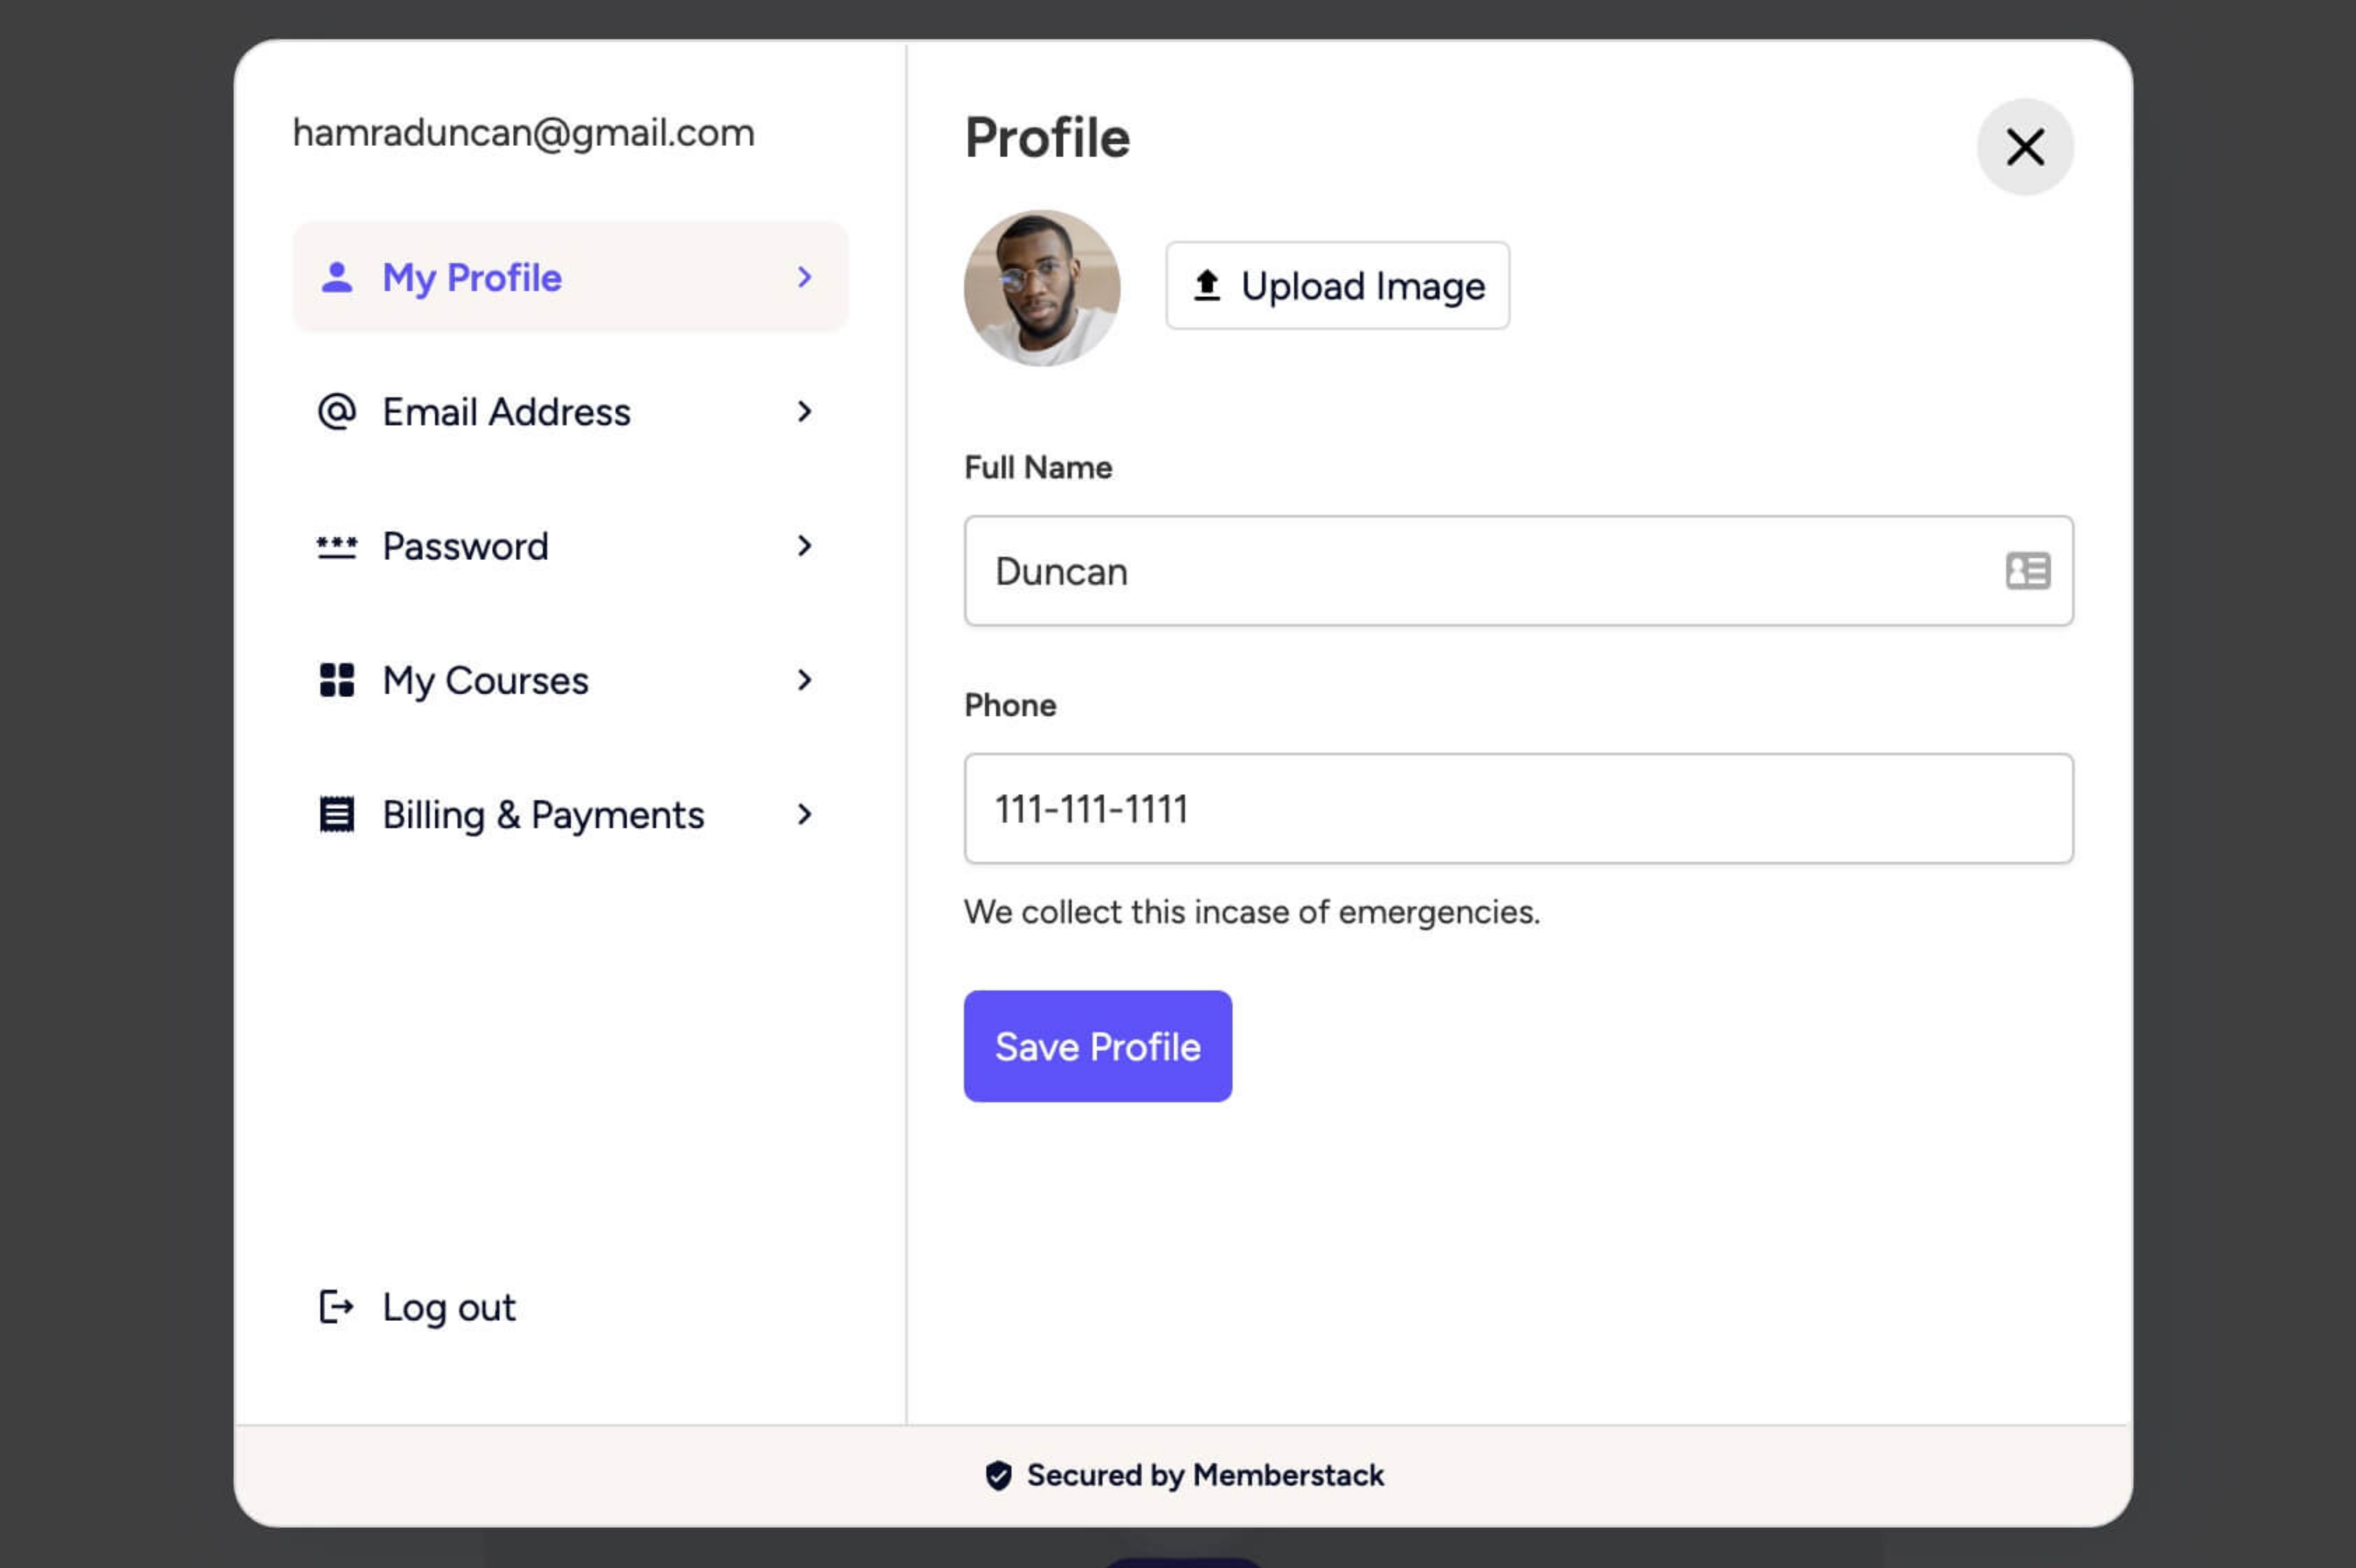 hamraduncan@gmail.com
My Profile
Email Address
Password
My Courses
Billing & Payments
Log out
Profile
Upload Image
Full Name
Duncan
Phone
111-111-1111
We collect this incase of emergencies.
Save Profile
Secured by Memberstack